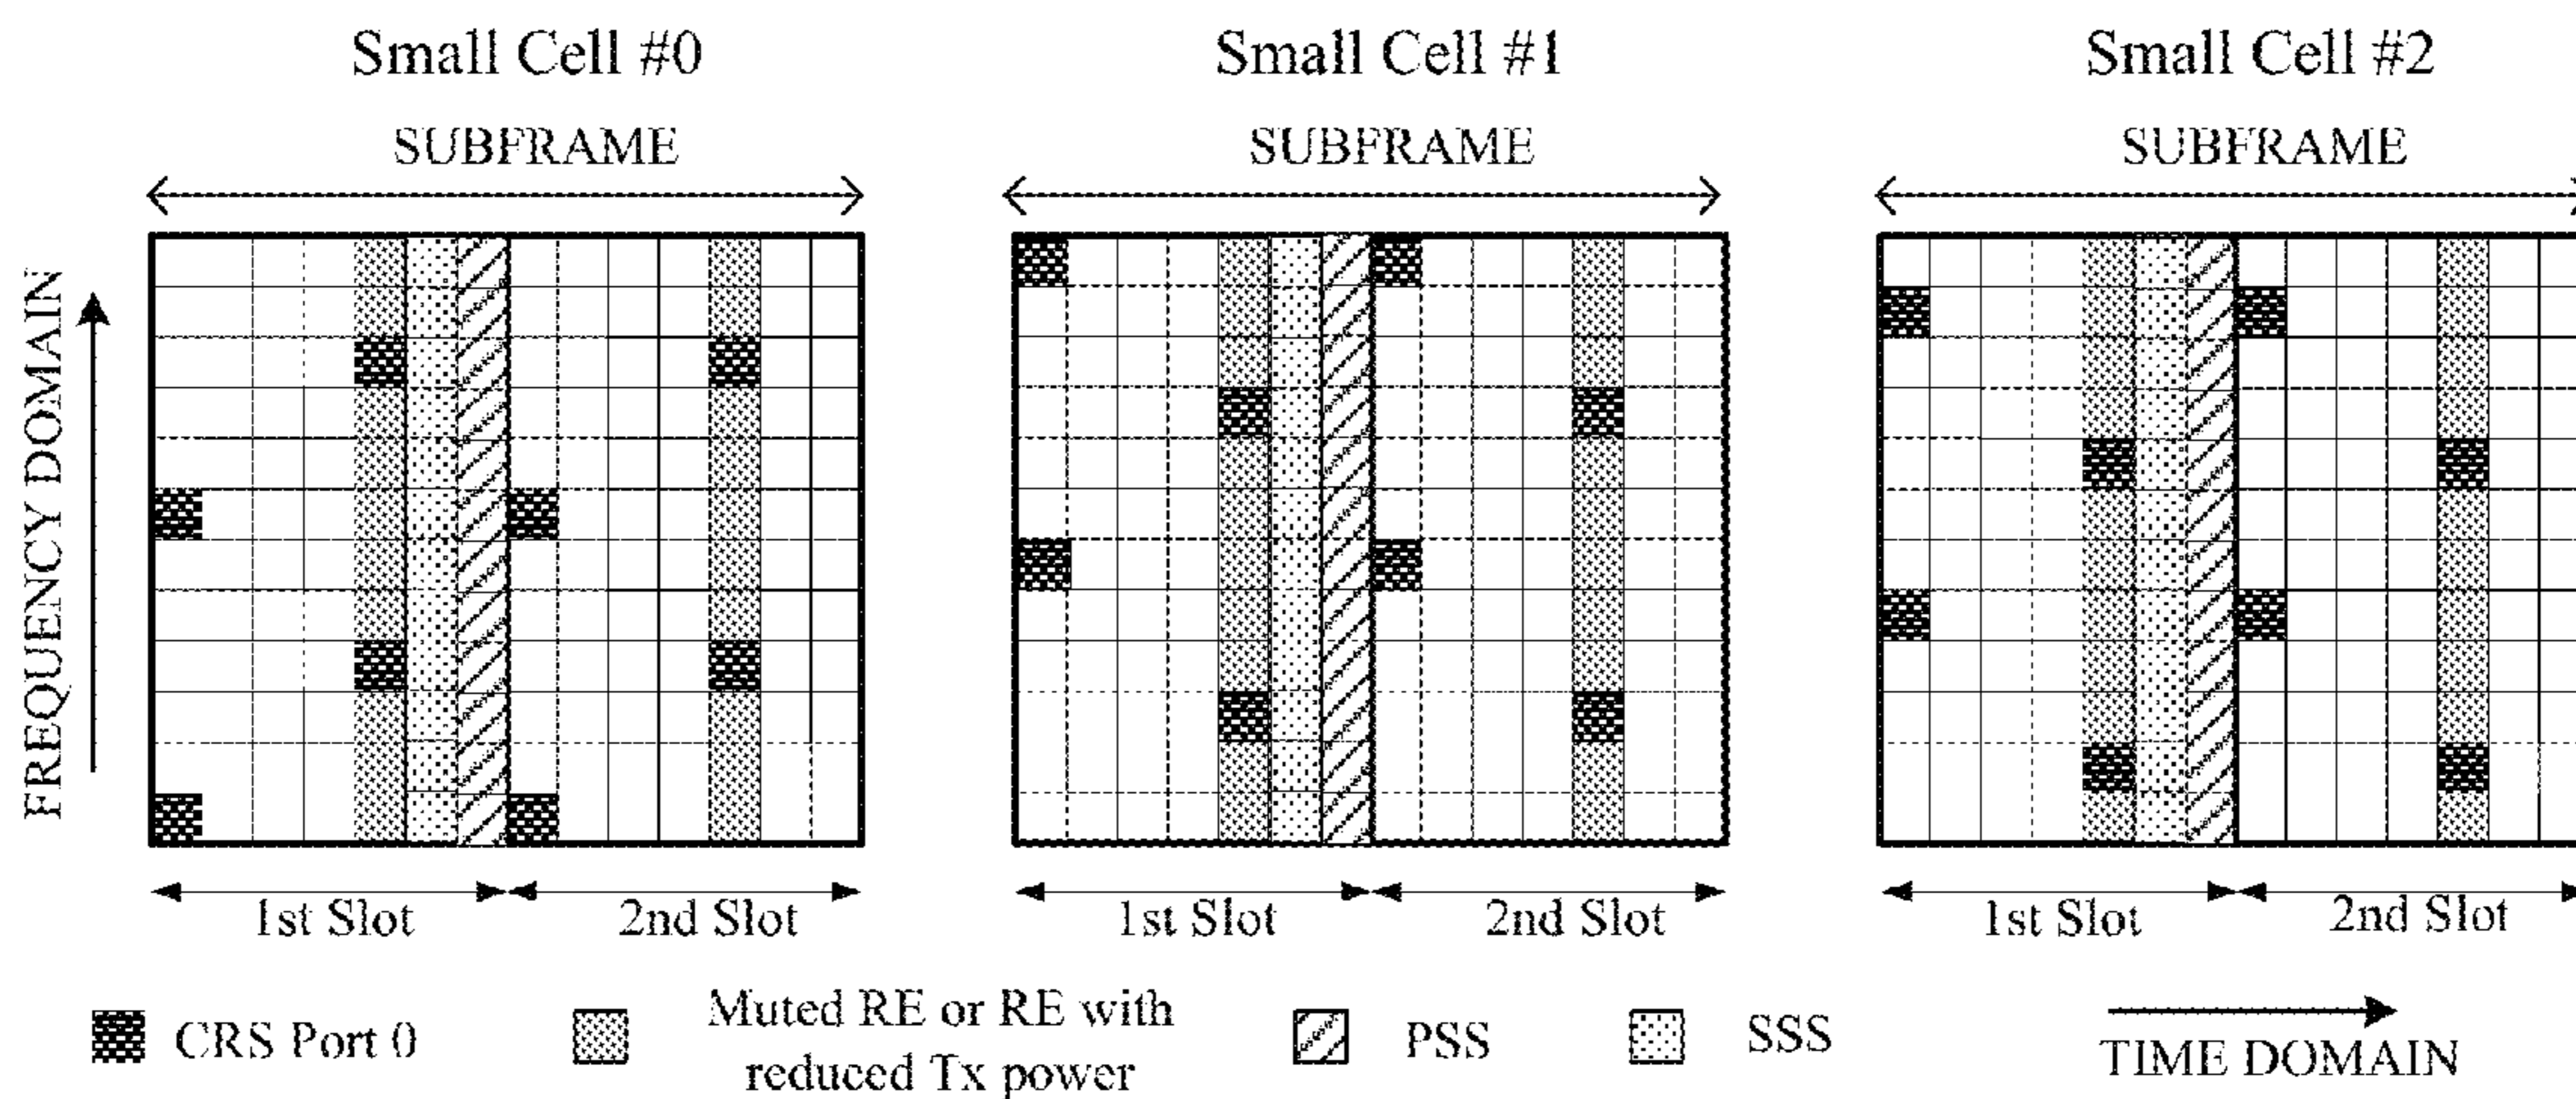 Small Cell #0
Small Cell #1
Small Cell #2
SUBFRAME
SUBFRAME
SUBFRAME
FREQUENCY DOMAIN
1st Slot
2nd Slot
1st Slot
2nd Slot
1st Slot
2nd Slot
CRS Port 0
Muted RE or RE with
reduced Tx power
PSS
SSS
TIME DOMAIN